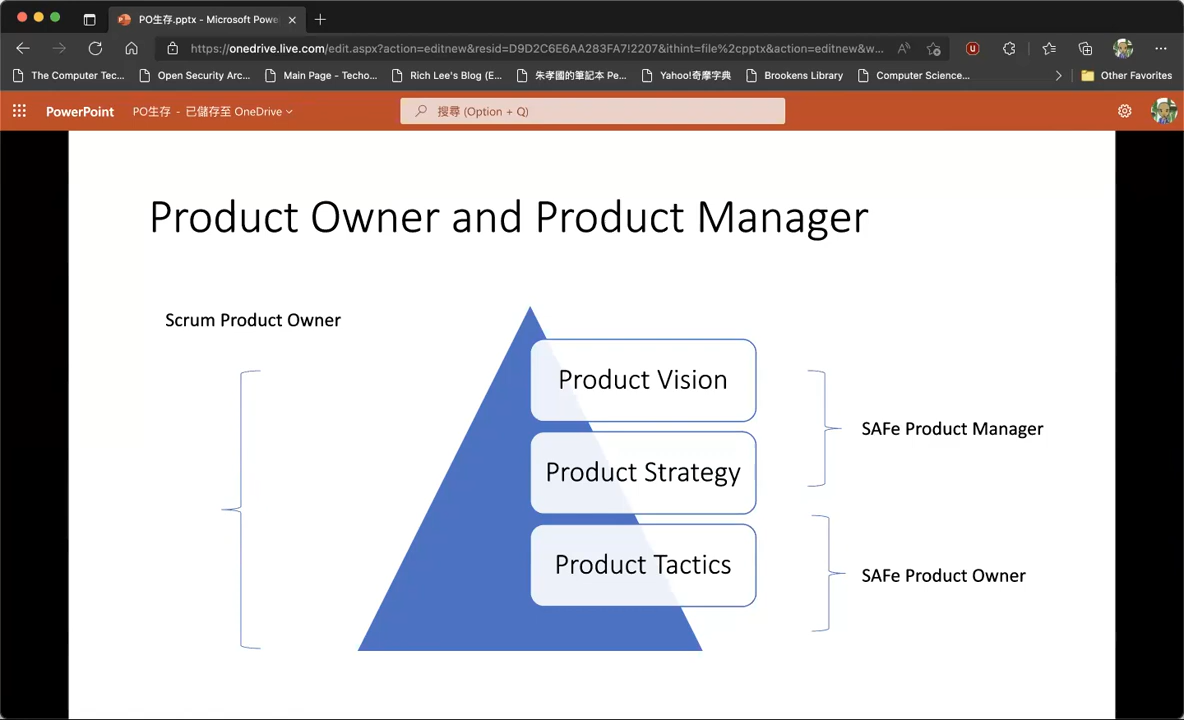 PO生存.pptx - Microsoft Powe
https://onedrive.live.com/edit.aspx?action=editnew&resid=D9D2C6E6AA283FA7!2207&ithint=file%2cpptx&action=editnew&w...
The Computer Tec...
Open Security Arc...
Main Page - Techo...
Rich Lee's Blog (E...
朱孝國的筆記本 Pe...
Yahoo!奇摩字典
Brookens Library
Computer Science...
Other Favorites
PowerPoint
PO生存 - 已儲存至 OneDrive
搜尋 (Option + Q)
Product Owner and Product Manager
Scrum Product Owner
Product Vision
Product Strategy
Product Tactics
SAFe Product Manager
SAFe Product Owner